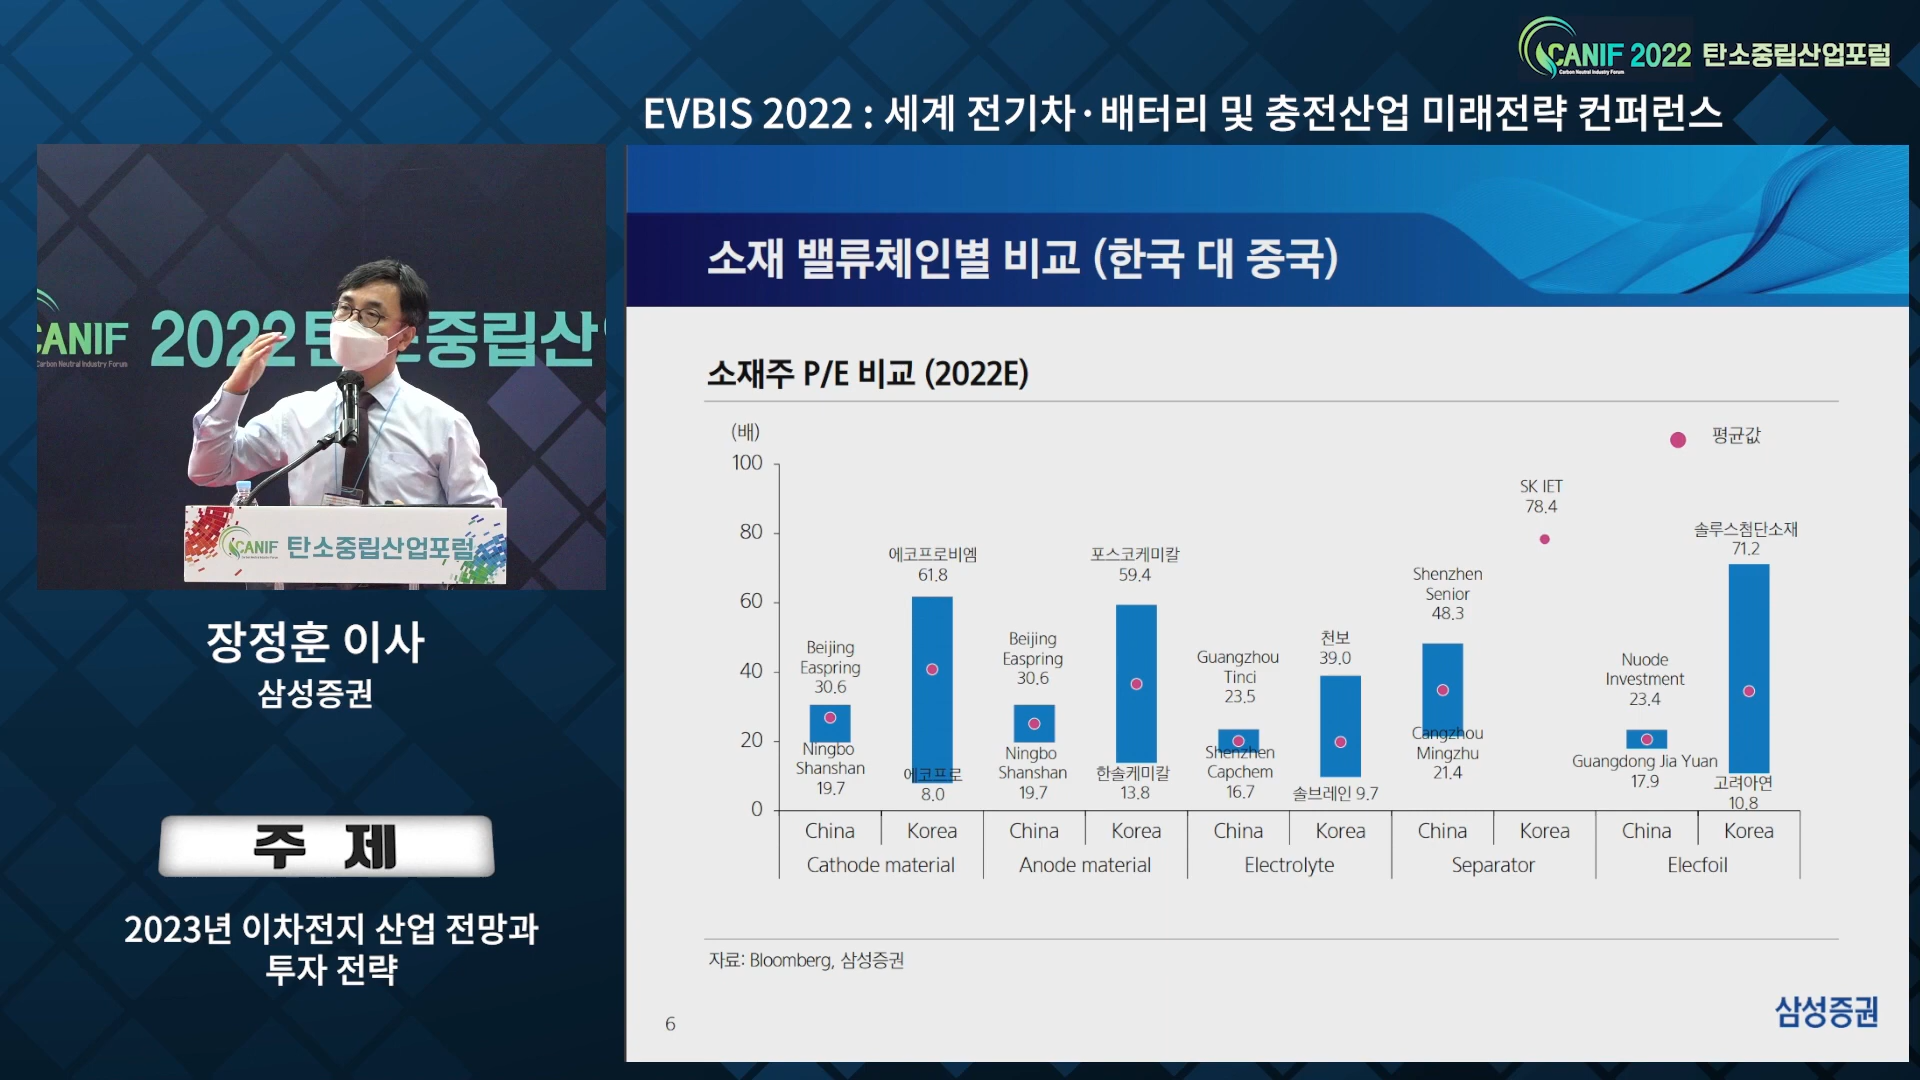 CANIF 2022 탄소중립산업포럼
Carbon Neutral Industry Forum
EVBIS 2022 : 세계 전기차·배터리 및 충전산업 미래전략 컨퍼런스
CANIF 2022탄소중립산
Carbon Neutral Industry Forum
CANIF 탄소중립산업포럼
장정훈 이사
삼성증권
주 제
2023년 이차전지 산업 전망과
투자 전략
소재 밸류체인별 비교 (한국 대 중국)
소재주 P/E 비교 (2022E)
(배)
평균값
100
80
60
40
20
0
Beijing
Easpring
30.6
Ningbo
Shanshan
19.7
에코프로비엠
61.8
에코프로
8.0
Beijing
Easpring
30.6
Ningbo
Shanshan
19.7
포스코케미칼
59.4
한솔케미칼
13.8
Guangzhou
Tinci
23.5
Shenzhen
Capchem
16.7
천보
39.0
솔브레인 9.7
Shenzhen
Senior
48.3
Cangzhou
Mingzhu
21.4
SK IET
78.4
Nuode
Investment
23.4
Guangdong Jia Yuan
17.9
솔루스첨단소재
71.2
고려아연
10.8
China Korea China Korea China Korea China Korea China Korea
Cathode material Anode material Electrolyte Separator Elecfoil
자료: Bloomberg, 삼성증권
6
삼성증권